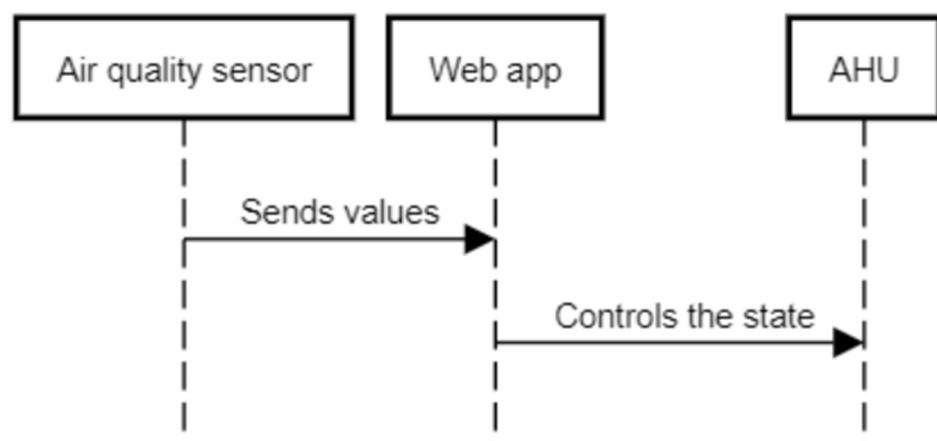 Air quality sensor
Web app
AHU
Sends values
Controls the state